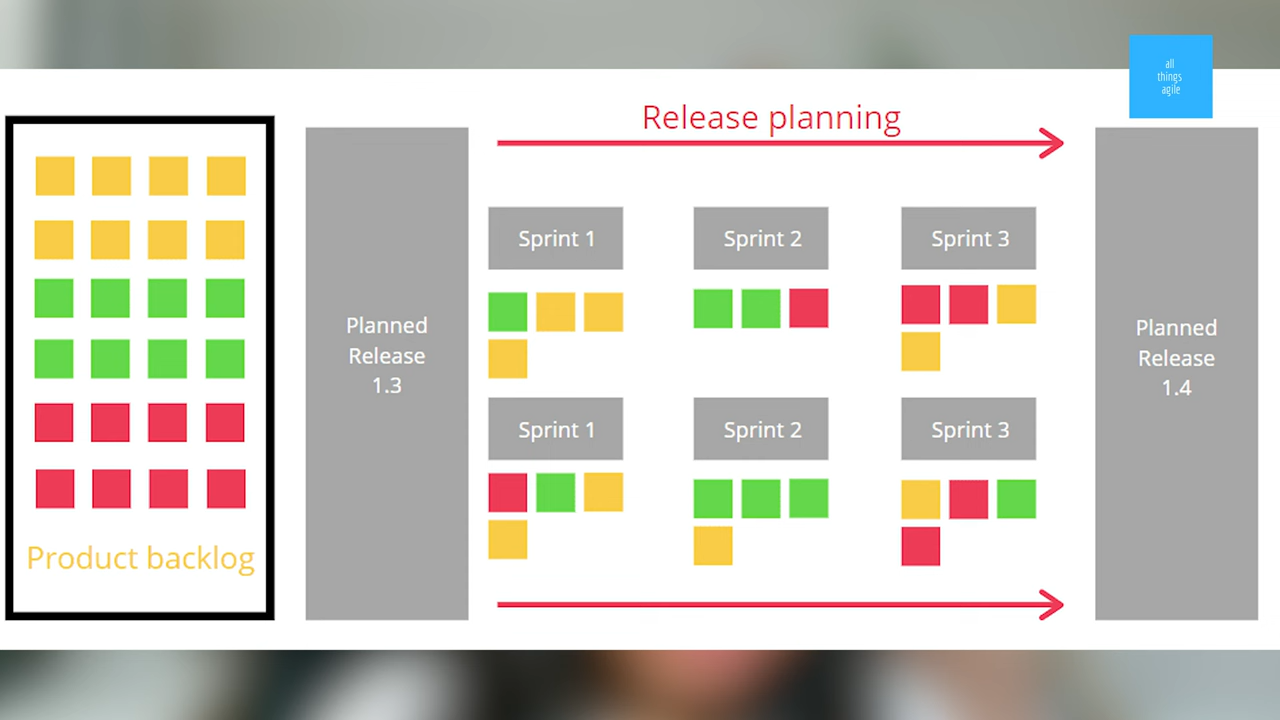 all
things
agile
Release planning
Planned
Release
1.3
Sprint 1
Sprint 2
Sprint 3
Sprint 1
Sprint 2
Sprint 3
Planned
Release
1.4
Product backlog